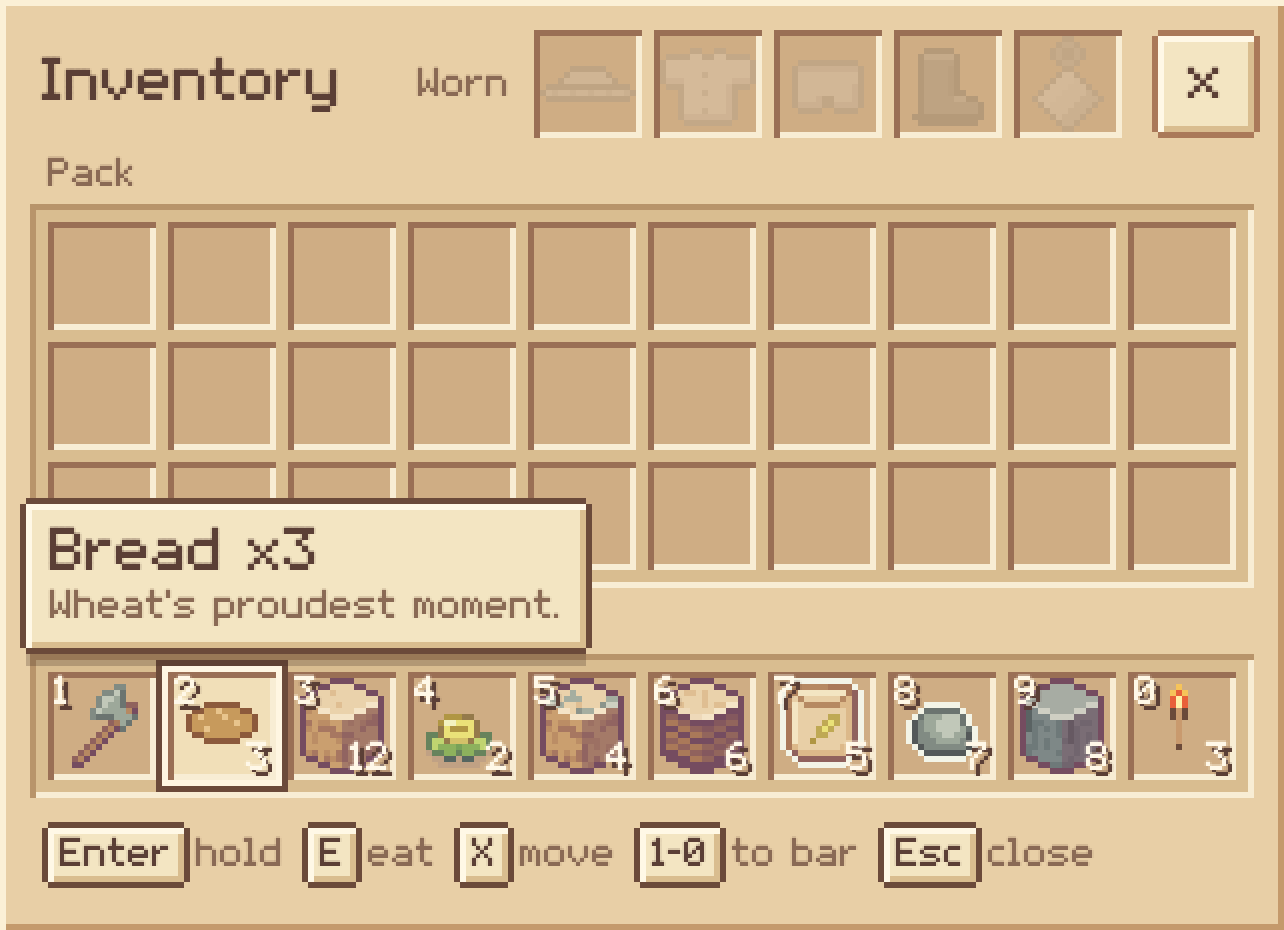 Inventory
Worn
X
Pack
Bread x3
Wheat's proudest moment.
1 2 3 4 5 6 7 8 9 0
3 12 2 4 6 5 7 8 3
Enter hold E eat X move 1-0 to bar Esc close